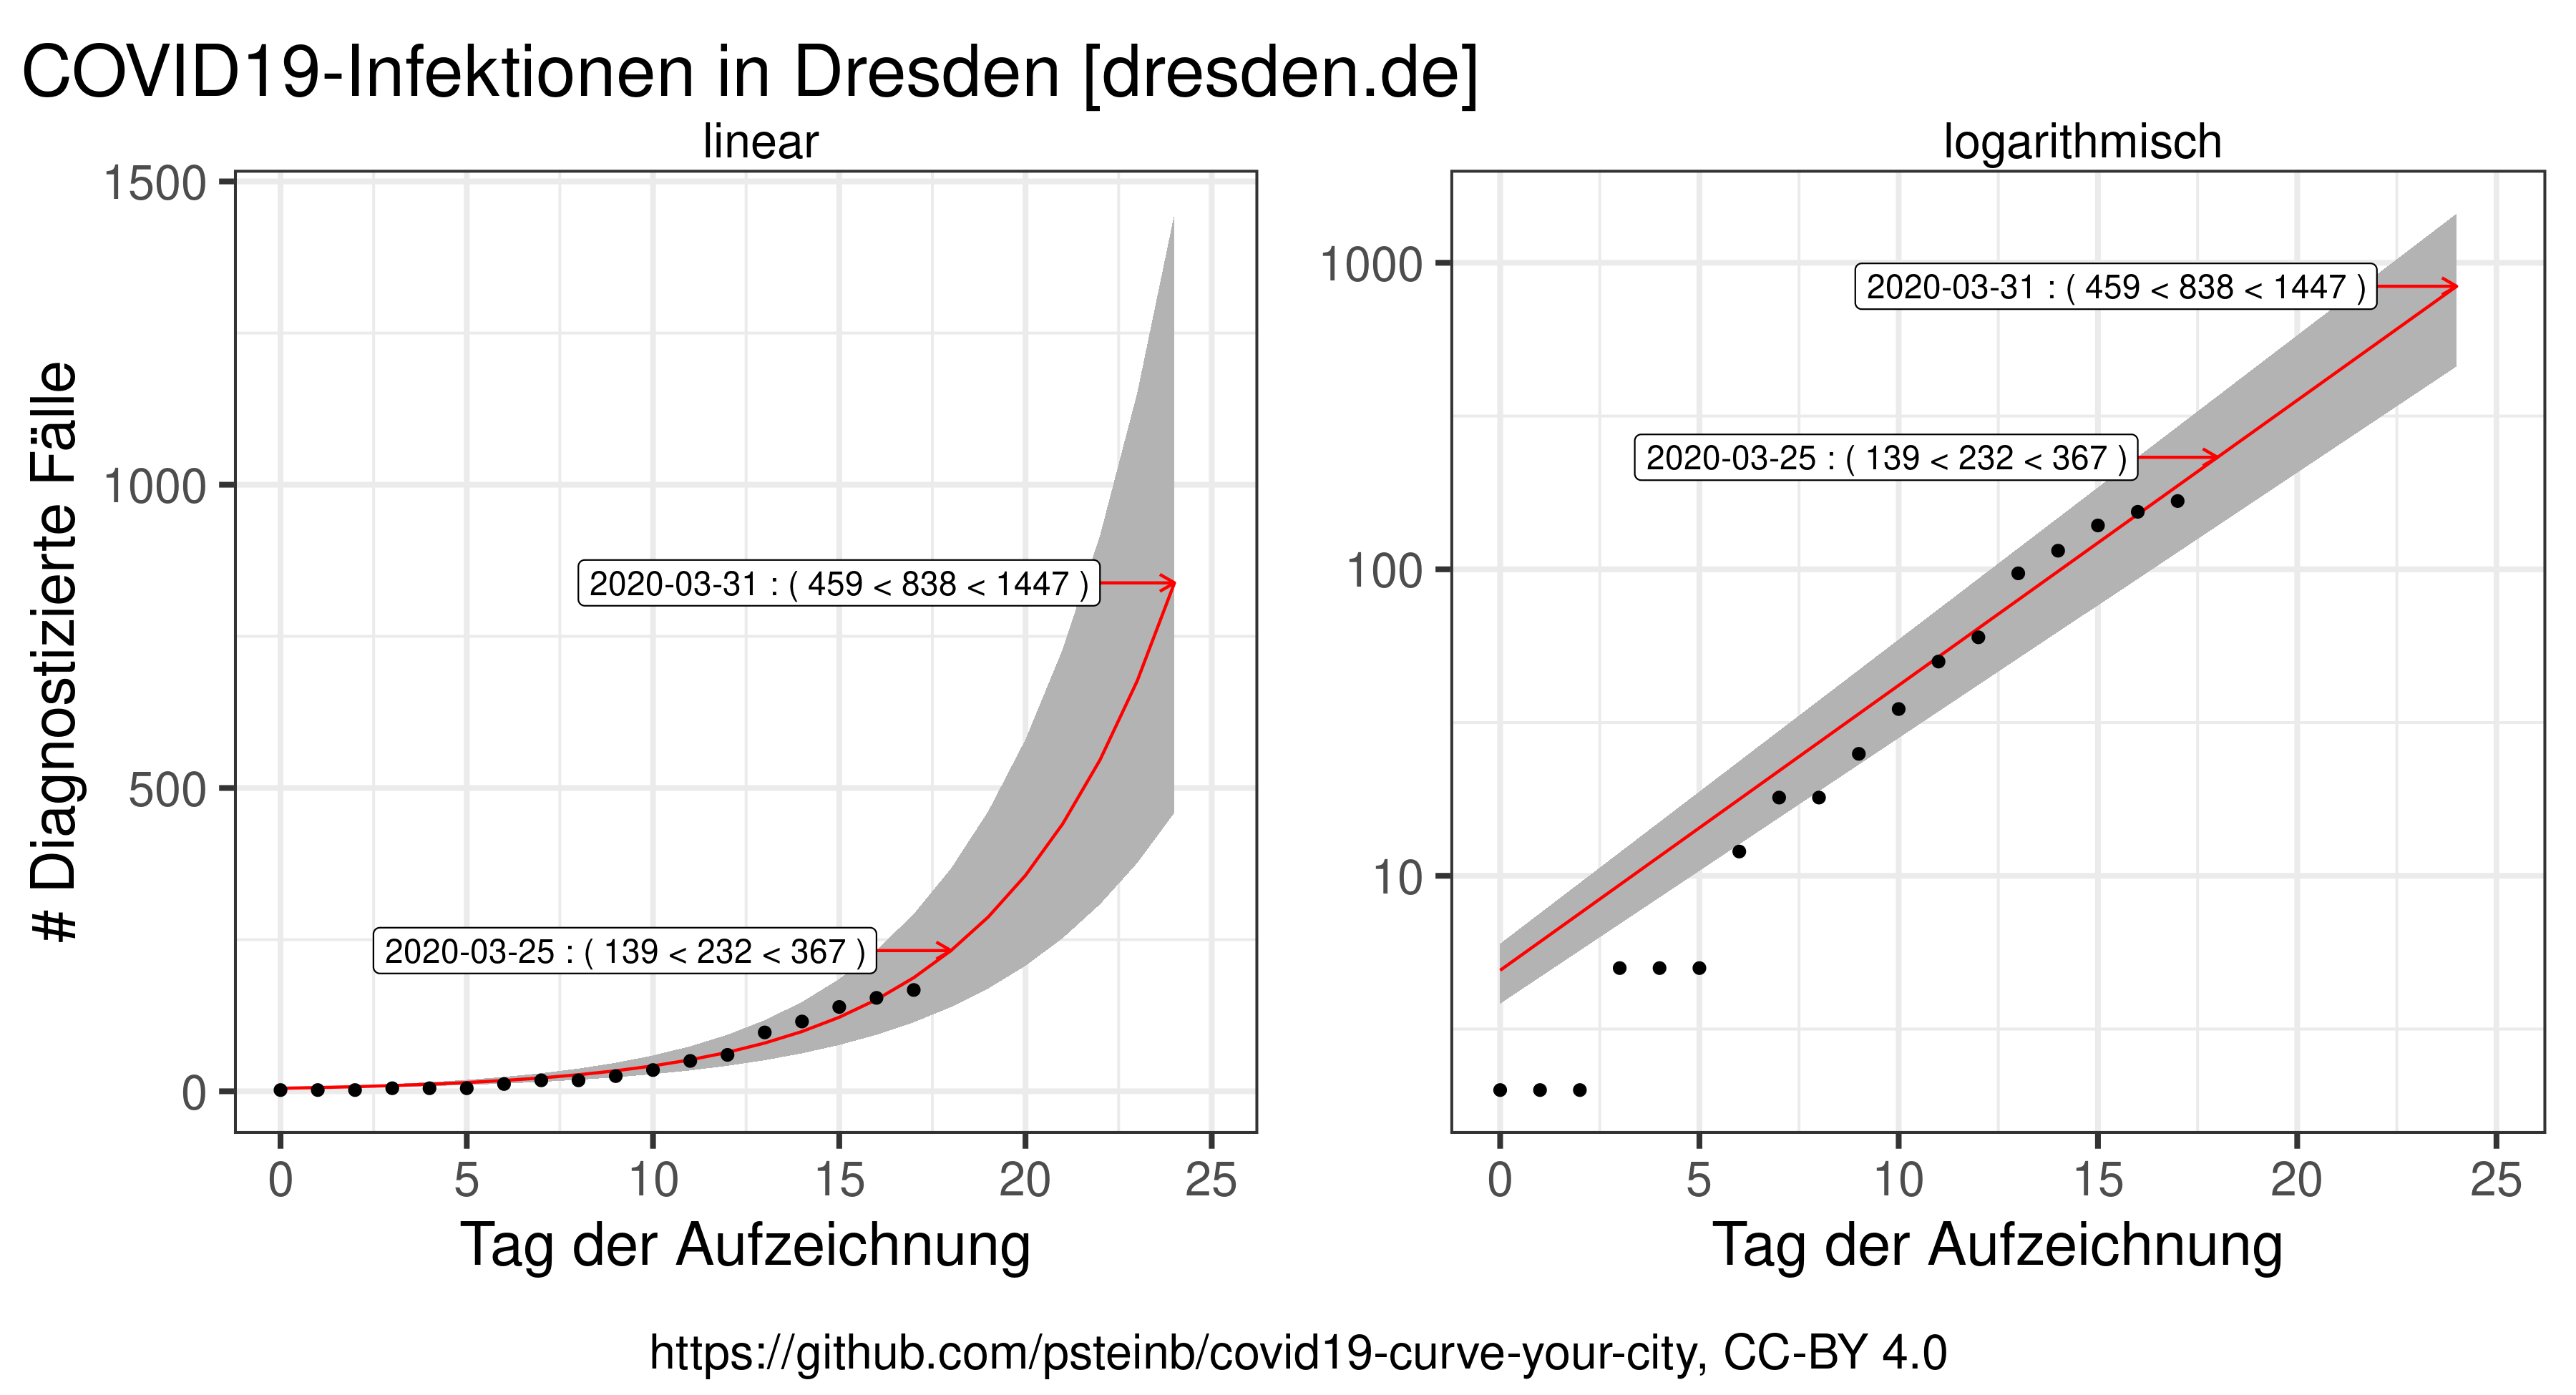 COVID19-Infektionen in Dresden [dresden.de]
linear
# Diagnostizierte Fälle
1500
1000
500
0
2020-03-31 : ( 459 < 838 < 1447 )
2020-03-25 : ( 139 < 232 < 367 )
0 5 10 15 20 25
Tag der Aufzeichnung
logarithmisch
1000
100
10
2020-03-31 : ( 459 < 838 < 1447 )
2020-03-25 : ( 139 < 232 < 367 )
0 5 10 15 20 25
Tag der Aufzeichnung
https://github.com/psteinb/covid19-curve-your-city, CC-BY 4.0